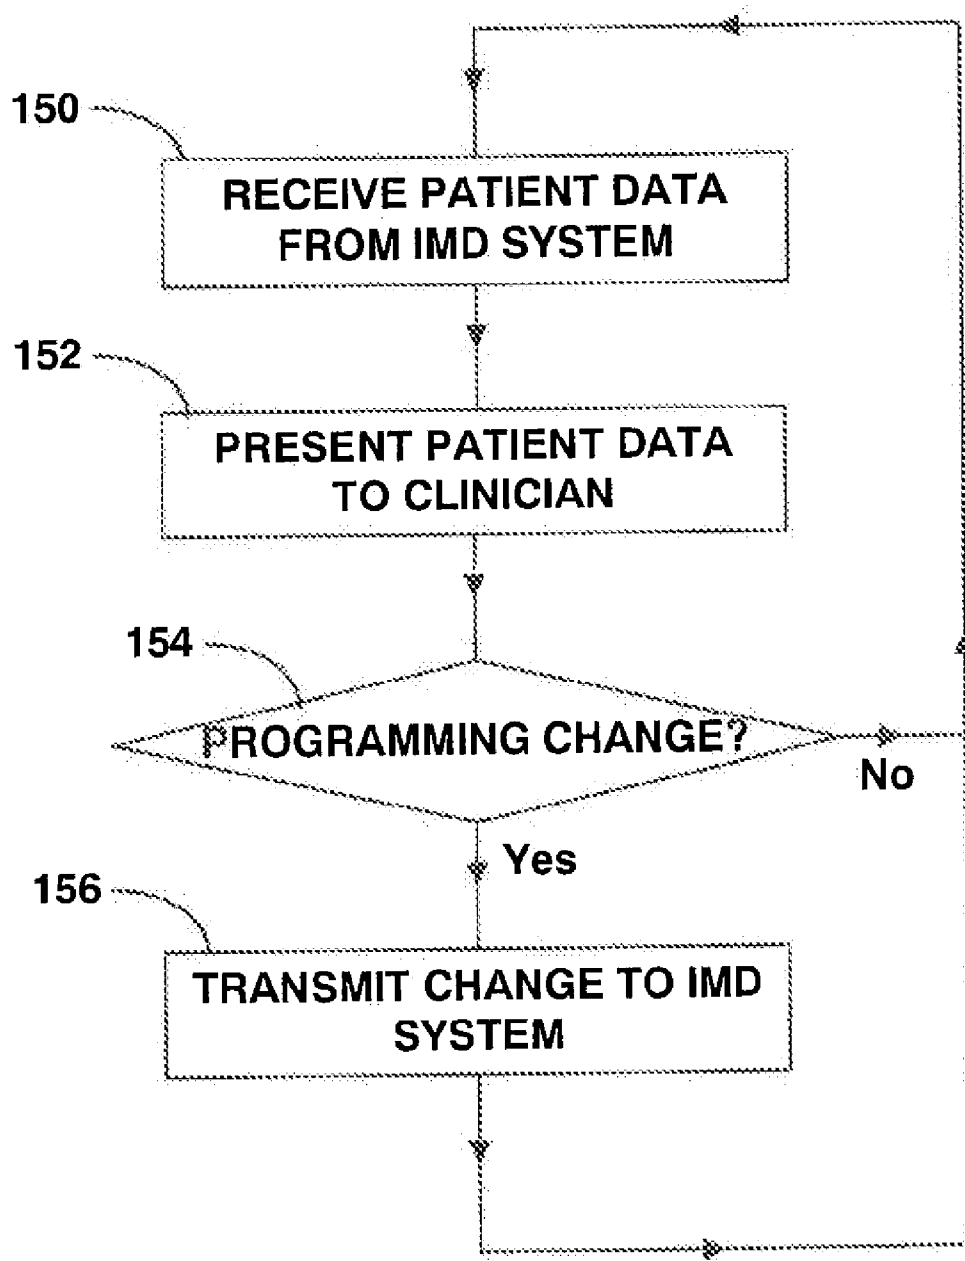 150
RECEIVE PATIENT DATA
FROM IMD SYSTEM
152
PRESENT PATIENT DATA
TO CLINICIAN
154
PROGRAMMING CHANGE?
No
Yes
156
TRANSMIT CHANGE TO IMD
SYSTEM